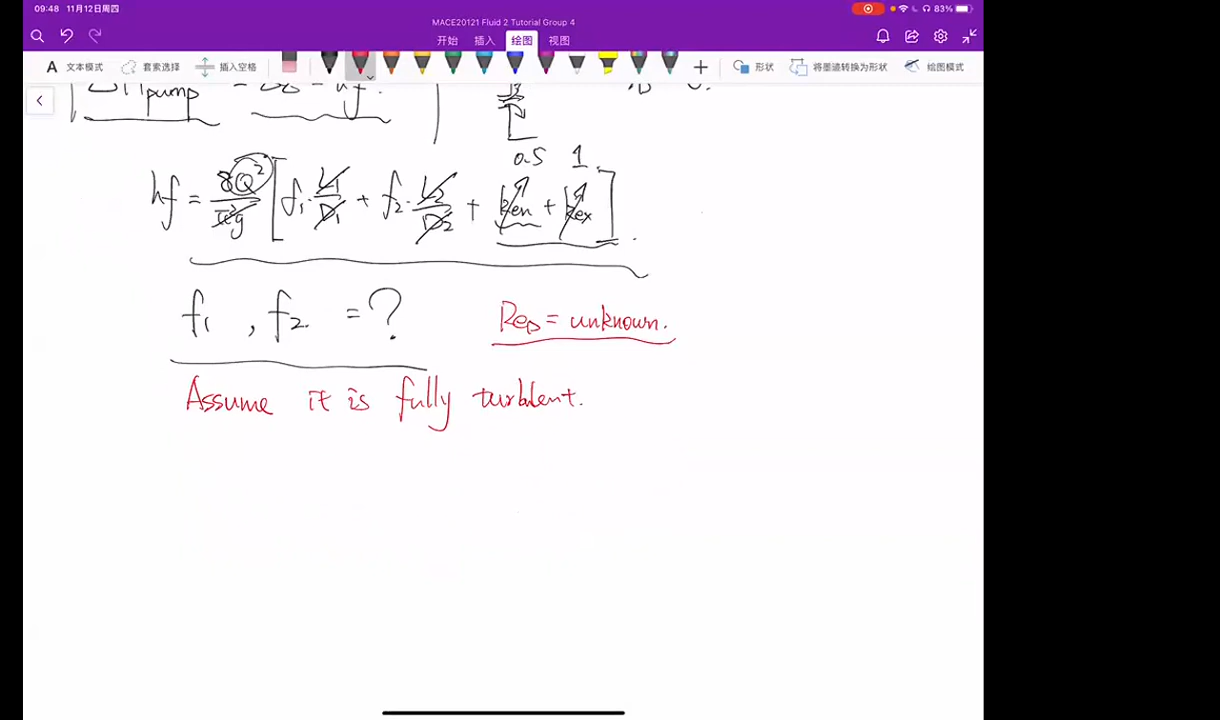 09:48 11月12日周四
83%
MACE20121 Fluid 2 Tutorial Group 4
开始 插入 绘图 视图
文本模式 套索选择 插入空格 形状 将墨迹转换为形状 绘图模式
pump = - hf.
0.5 1
hf = 8Q²/π²g [ f₁· L₁/D₁ + f₂· L₂/D₂ + ken + kex ].
f₁ , f₂. = ?
Re_D = unknown.
Assume it is fully turbulent.